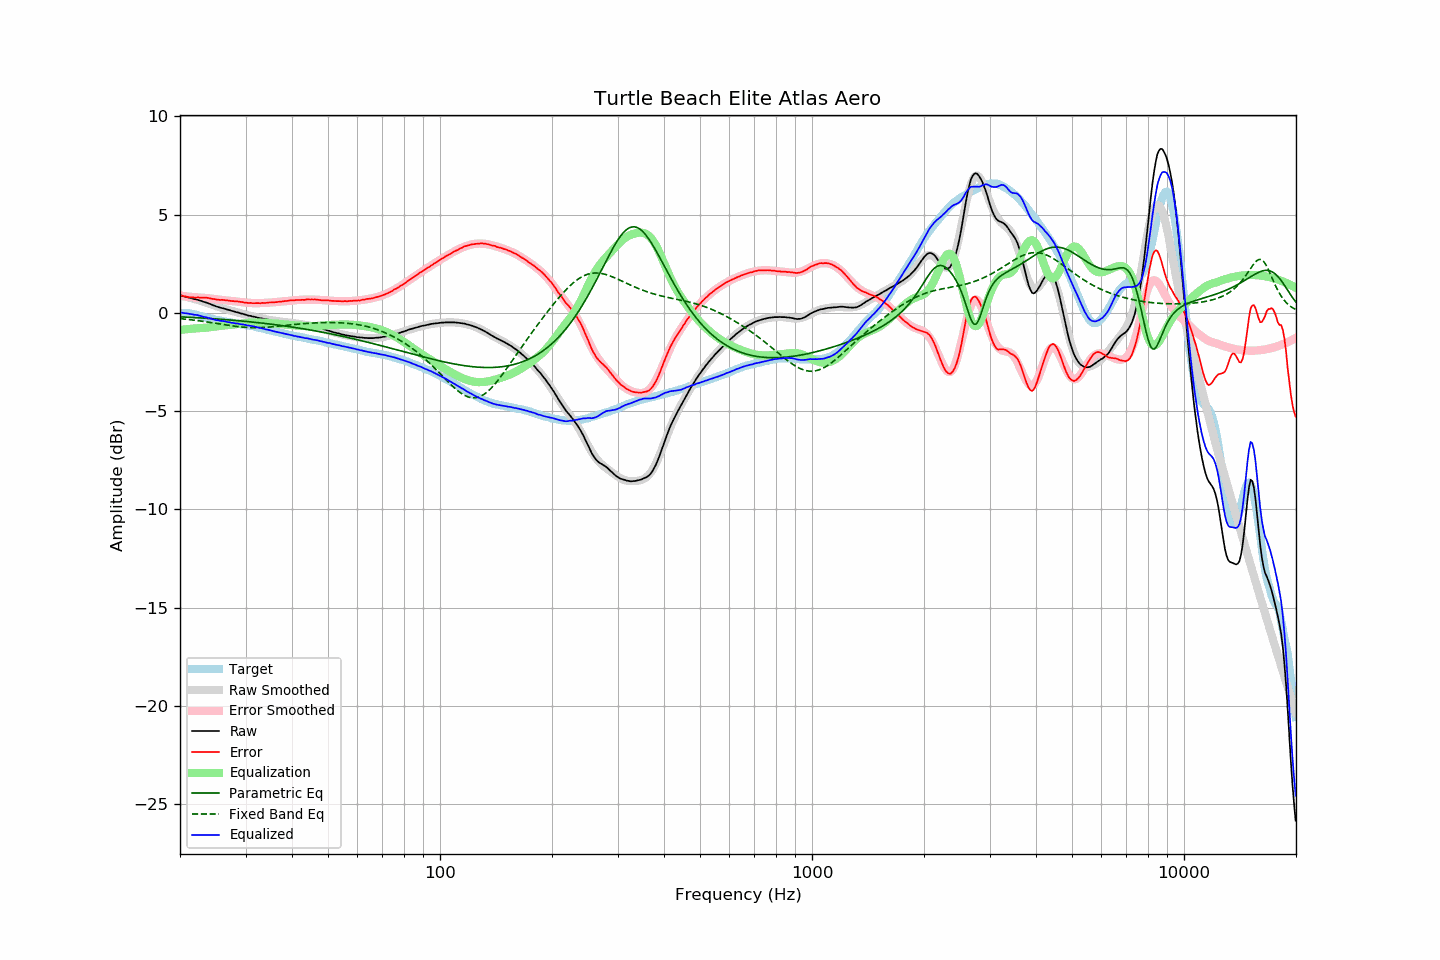 Turtle Beach Elite Atlas Aero
10
5
0
−5
−10
−15
−20
−25
Amplitude (dBr)
Target
Raw Smoothed
Error Smoothed
Raw
Error
Equalization
Parametric Eq
Fixed Band Eq
Equalized
100
1000
10000
Frequency (Hz)